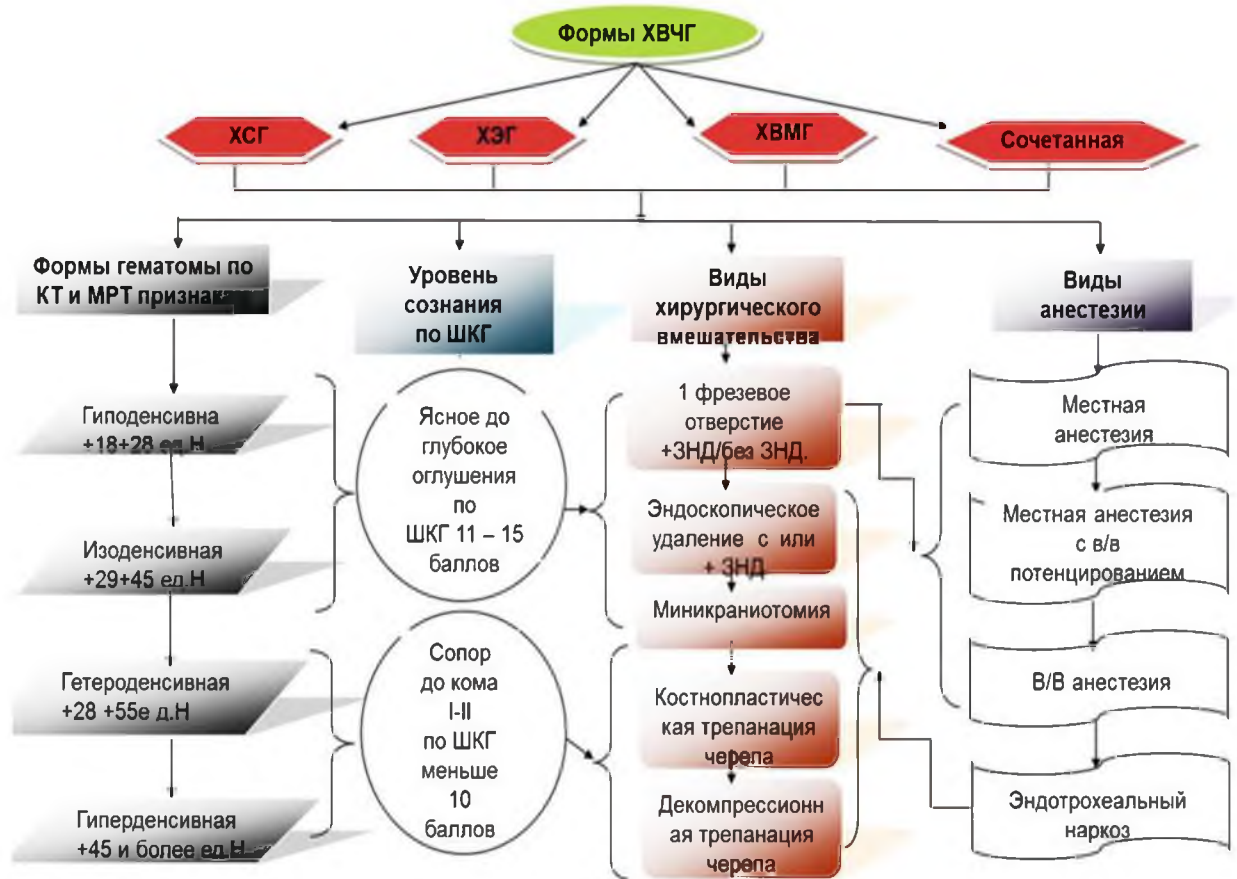 Формы ХВЧГ
ХСГ
ХЭГ
ХВМГ
Сочетанная
Формы гематомы по
КТ и МРТ признакам
Уровень
сознания
по ШКГ
Виды
хирургического
вмешательства
Виды
анестезии
Гиподенсивна
+18+28 ед.Н
Изоденсивная
+29+45 ед.Н
Гетероденсивная
+28 +55е д.Н
Гиперденсивная
+45 и более ед.Н
Ясное до
глубокое
оглушения
по
ШКГ 11 – 15
баллов
Сопор
до кома
I-II
по ШКГ
меньше
10
баллов
1 фрезевое
отверстие
+ЗНД/без ЗНД.
Эндоскопическое
удаление с или
+ ЗНД
Миникраниотомия
Костнопластичес
кая трепанация
черепа
Декомпрессионн
ая трепанация
черепа
Местная
анестезия
Местная анестезия
с в/в
потенцированием
В/В анестезия
Эндотрохеальный
наркоз